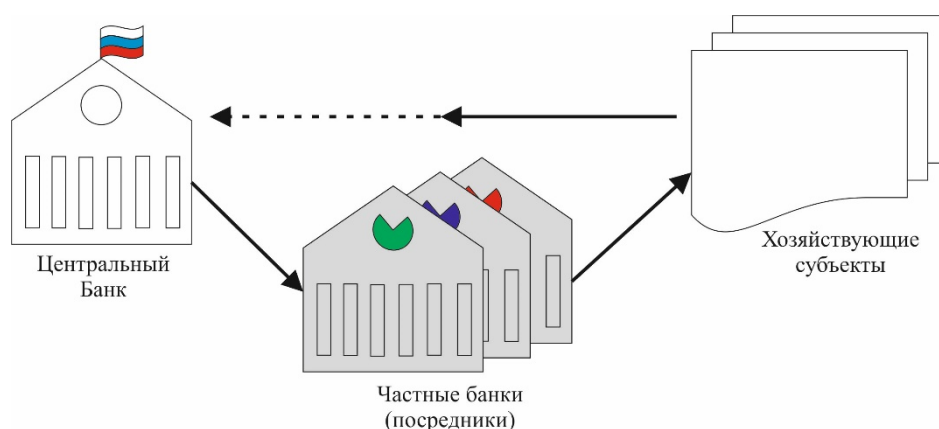 Центральный
Банк
Частные банки
(посредники)
Хозяйствующие
субъекты